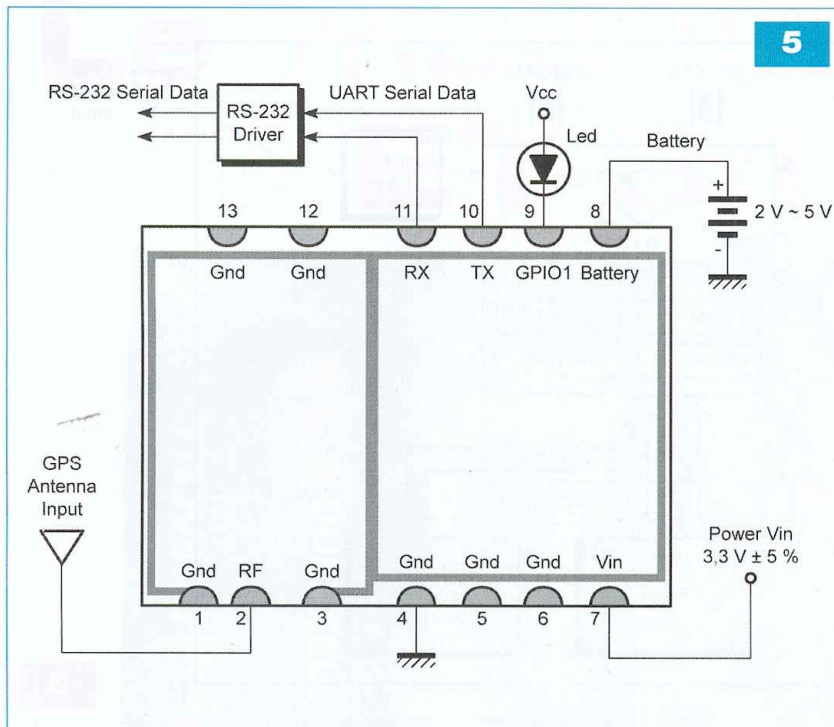 5
RS-232 Serial Data
RS-232
Driver
UART Serial Data
Vcc
Led
Battery
+
2 V ~ 5 V
-
13
12
11
10
9
8
Gnd
Gnd
RX
TX
GPIO1
Battery
GPS
Antenna
Input
Power Vin
3,3 V ± 5 %
Gnd
RF
Gnd
Gnd
Gnd
Gnd
Vin
1
2
3
4
5
6
7